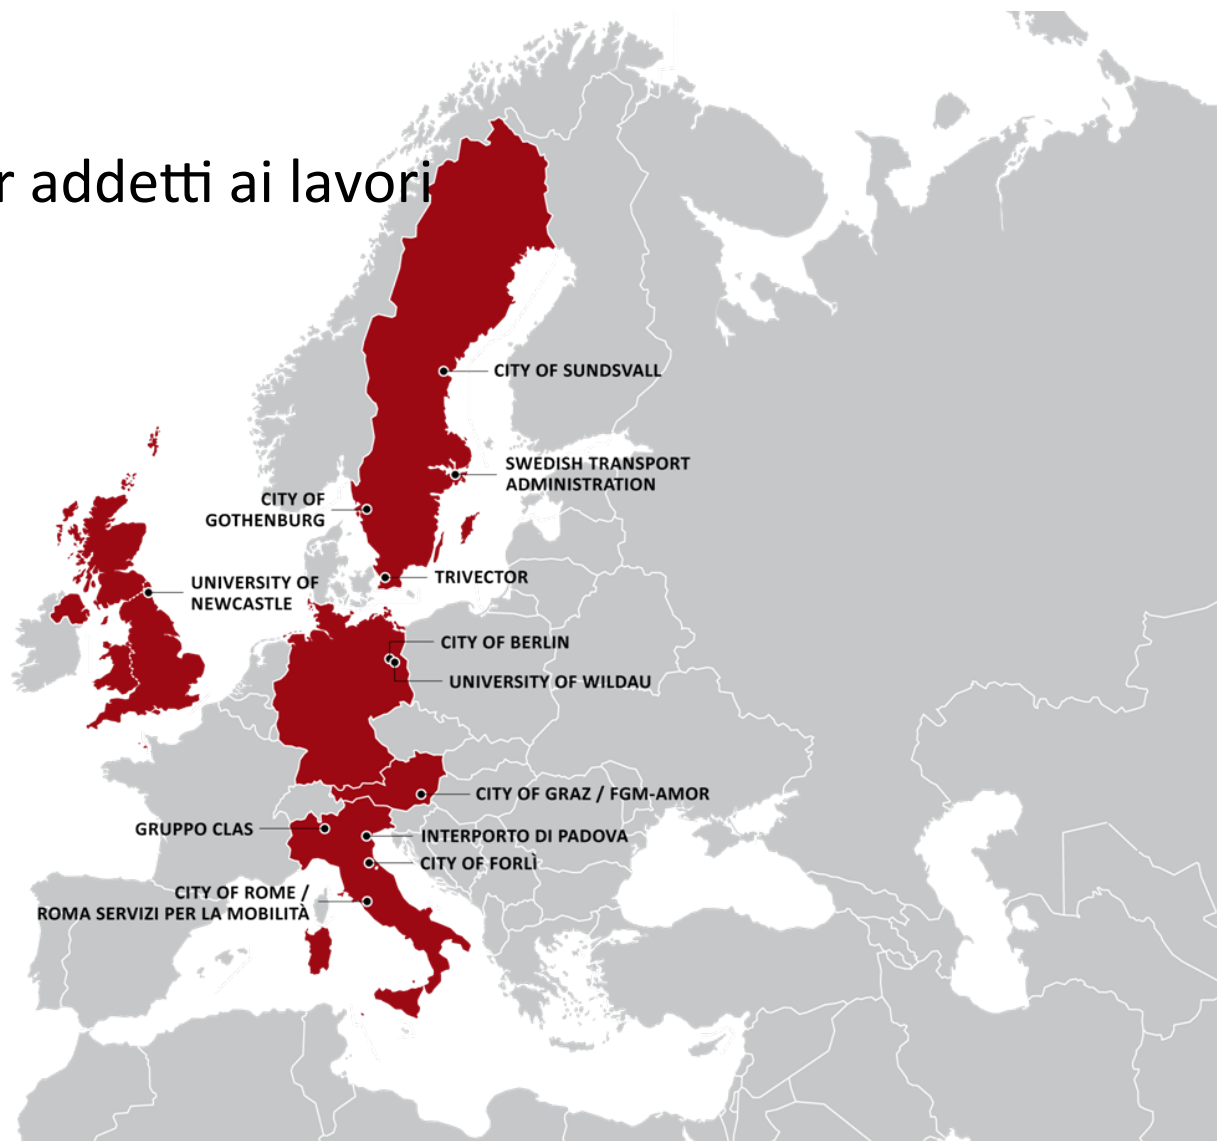 r addetti ai lavori
CITY OF SUNDSVALL
SWEDISH TRANSPORT
ADMINISTRATION
CITY OF
GOTHENBURG
TRIVECTOR
UNIVERSITY OF
NEWCASTLE
CITY OF BERLIN
UNIVERSITY OF WILDAU
CITY OF GRAZ / FGM-AMOR
GRUPPO CLAS
INTERPORTO DI PADOVA
CITY OF FORLÌ
CITY OF ROME /
ROMA SERVIZI PER LA MOBILITÀ